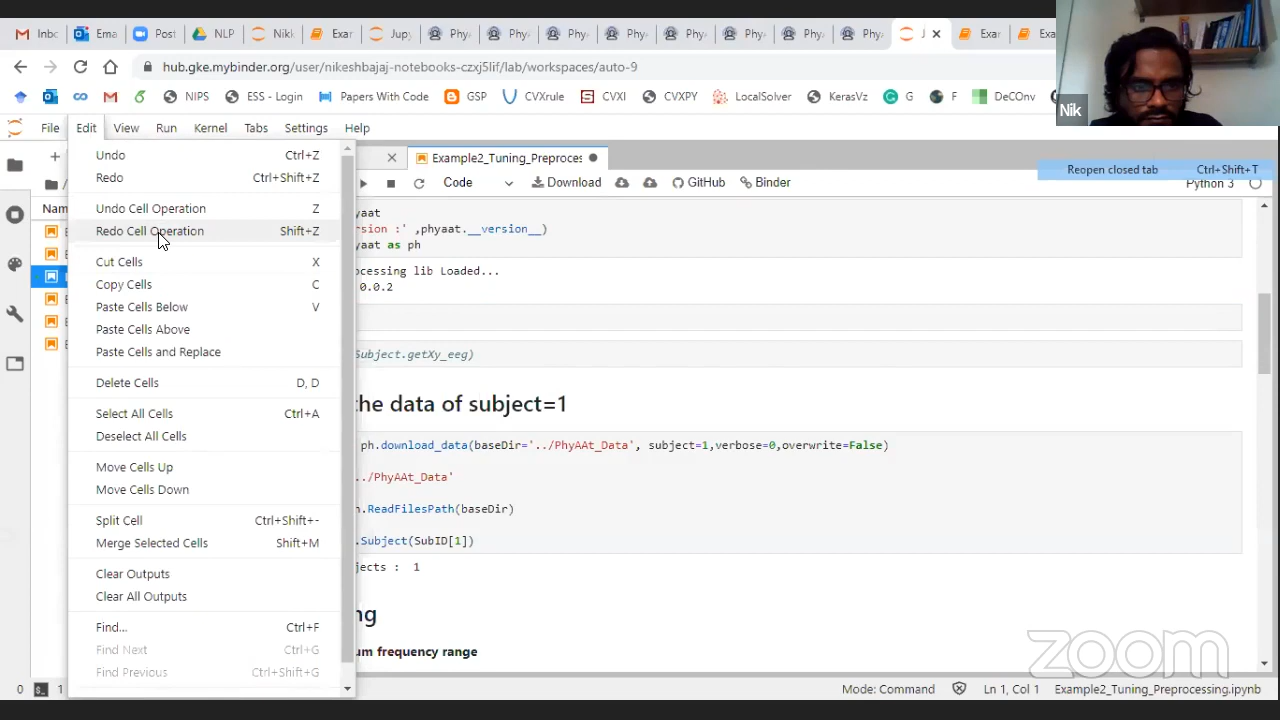 Inbc
Ema
Post
NLP
Nikk
Exar
Jupy
Phy
Phy
Phy
Phy
Phy
Phy
Phy
Phy
J
Exar
Exa
hub.gke.mybinder.org/user/nikeshbajaj-notebooks-czxj5lif/lab/workspaces/auto-9
NIPS
ESS - Login
Papers With Code
GSP
CVXrule
CVXI
CVXPY
LocalSolver
KerasVz
G
F
DeCOnv
Nik
File Edit View Run Kernel Tabs Settings Help
Example2_Tuning_Preproces
Reopen closed tab Ctrl+Shift+T
Code
Download
GitHub
Binder
Python 3
Nam
Undo Ctrl+Z
Redo Ctrl+Shift+Z
Undo Cell Operation Z
Redo Cell Operation Shift+Z
Cut Cells X
Copy Cells C
Paste Cells Below V
Paste Cells Above
Paste Cells and Replace
Delete Cells D, D
Select All Cells Ctrl+A
Deselect All Cells
Move Cells Up
Move Cells Down
Split Cell Ctrl+Shift+-
Merge Selected Cells Shift+M
Clear Outputs
Clear All Outputs
Find... Ctrl+F
Find Next Ctrl+G
Find Previous Ctrl+Shift+G
yaat
rsion :' ,phyaat.__version__)
yaat as ph
ocessing lib Loaded...
0.0.2
Subject.getXy_eeg)
the data of subject=1
ph.download_data(baseDir='../PhyAAt_Data', subject=1,verbose=0,overwrite=False)
../PhyAAt_Data'
h.ReadFilesPath(baseDir)
.Subject(SubID[1])
jects : 1
ng
um frequency range
zoom
0
1
Mode: Command
Ln 1, Col 1
Example2_Tuning_Preprocessing.ipynb